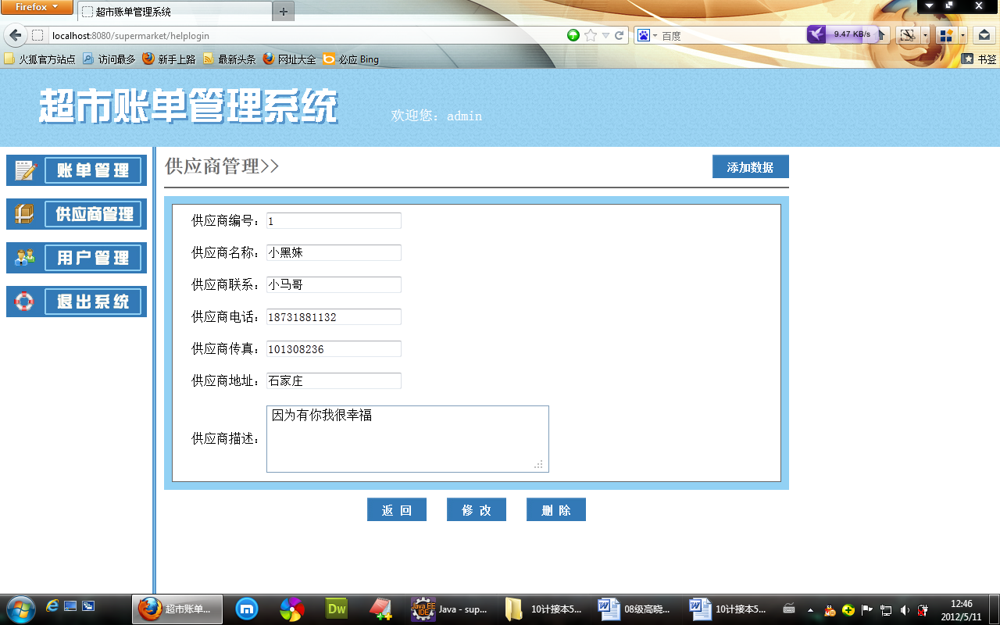 Firefox
超市账单管理系统
localhost:8080/supermarket/helplogin
百度
9.47 KB/s
火狐官方站点 访问最多 新手上路 最新头条 网址大全 必应 Bing 书签
超市账单管理系统
欢迎您：admin
账单管理
供应商管理
用户管理
退出系统
供应商管理>>
添加数据
供应商编号： 1
供应商名称： 小黑妹
供应商联系： 小马哥
供应商电话： 18731881132
供应商传真： 101308236
供应商地址： 石家庄
供应商描述： 因为有你我很幸福
返 回 修 改 删 除
超市账单... Dw Java EE IDE Java - sup... 10计接本5... 08级高晓... 10计接本5...
12:46
2012/5/11